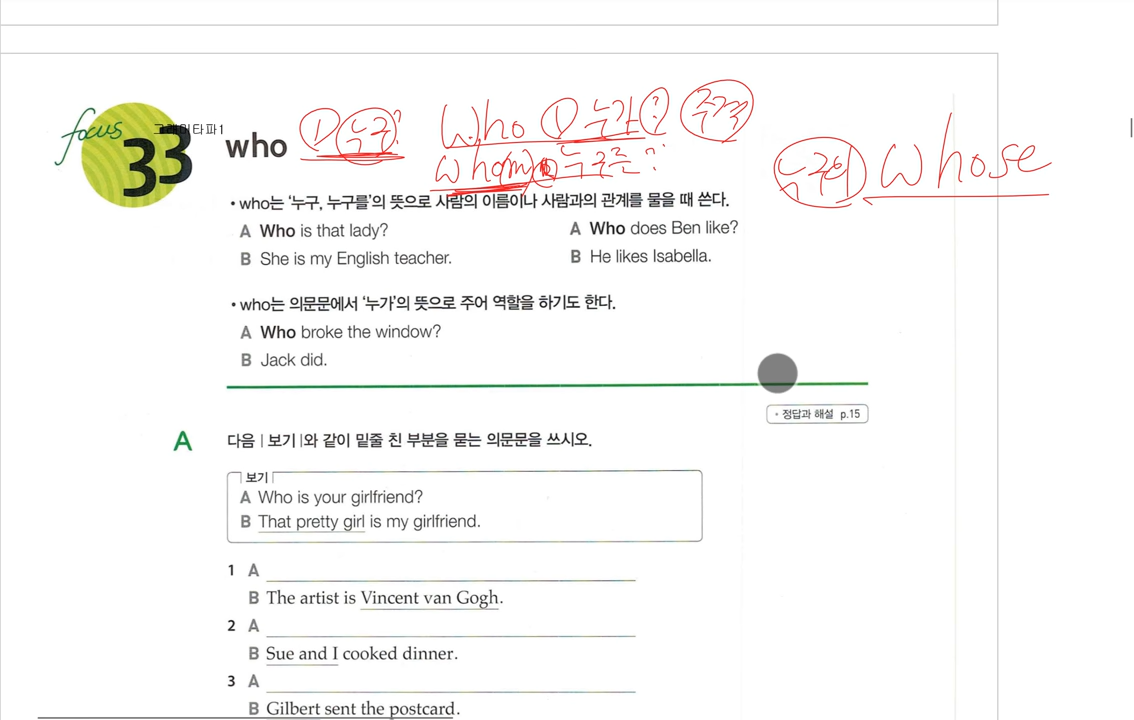 focus
33
그래머타파1
who
① 누구?
Who ① 누가? 주격
who(m) 누구를?
누구의 whose
• who는 ‘누구, 누구를’의 뜻으로 사람의 이름이나 사람과의 관계를 물을 때 쓴다.
A Who is that lady?
B She is my English teacher.
A Who does Ben like?
B He likes Isabella.
• who는 의문문에서 ‘누가’의 뜻으로 주어 역할을 하기도 한다.
A Who broke the window?
B Jack did.
• 정답과 해설 p.15
A 다음 | 보기 |와 같이 밑줄 친 부분을 묻는 의문문을 쓰시오.
보기
A Who is your girlfriend?
B That pretty girl is my girlfriend.
1 A
B The artist is Vincent van Gogh.
2 A
B Sue and I cooked dinner.
3 A
B Gilbert sent the postcard.